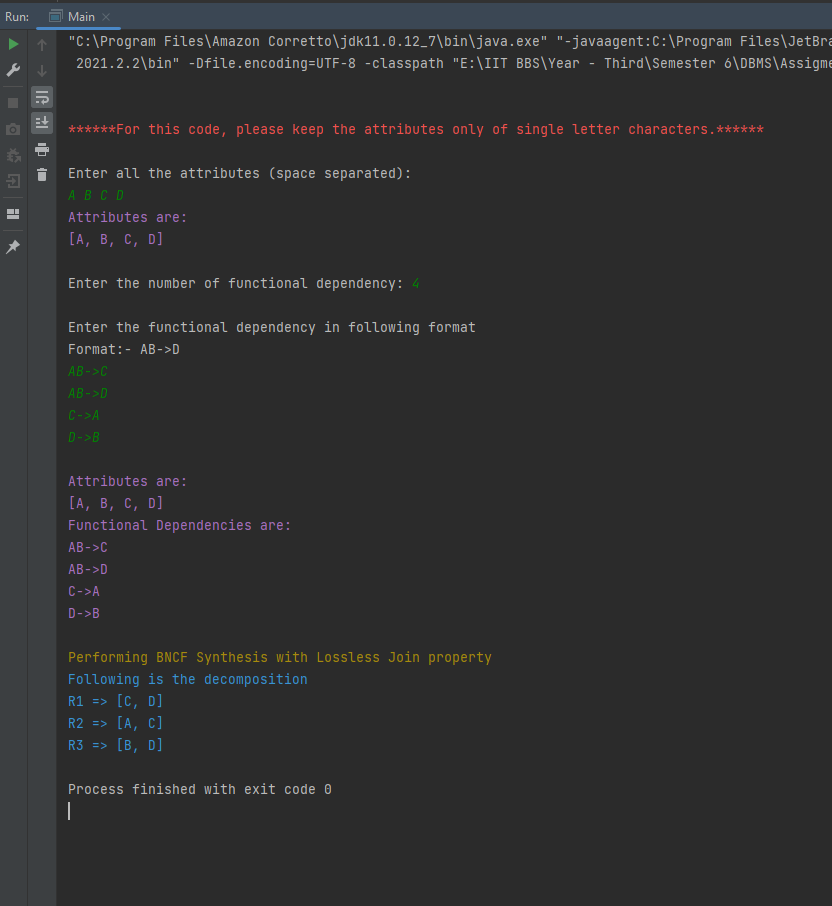 Run: Main
"C:\Program Files\Amazon Corretto\jdk11.0.12_7\bin\java.exe" "-javaagent:C:\Program Files\JetBra
2021.2.2\bin" -Dfile.encoding=UTF-8 -classpath "E:\IIT BBS\Year - Third\Semester 6\DBMS\Assigme
******For this code, please keep the attributes only of single letter characters.******
Enter all the attributes (space separated):
A B C D
Attributes are:
[A, B, C, D]
Enter the number of functional dependency: 4
Enter the functional dependency in following format
Format:- AB->D
AB->C
AB->D
C->A
D->B
Attributes are:
[A, B, C, D]
Functional Dependencies are:
AB->C
AB->D
C->A
D->B
Performing BNCF Synthesis with Lossless Join property
Following is the decomposition
R1 => [C, D]
R2 => [A, C]
R3 => [B, D]
Process finished with exit code 0